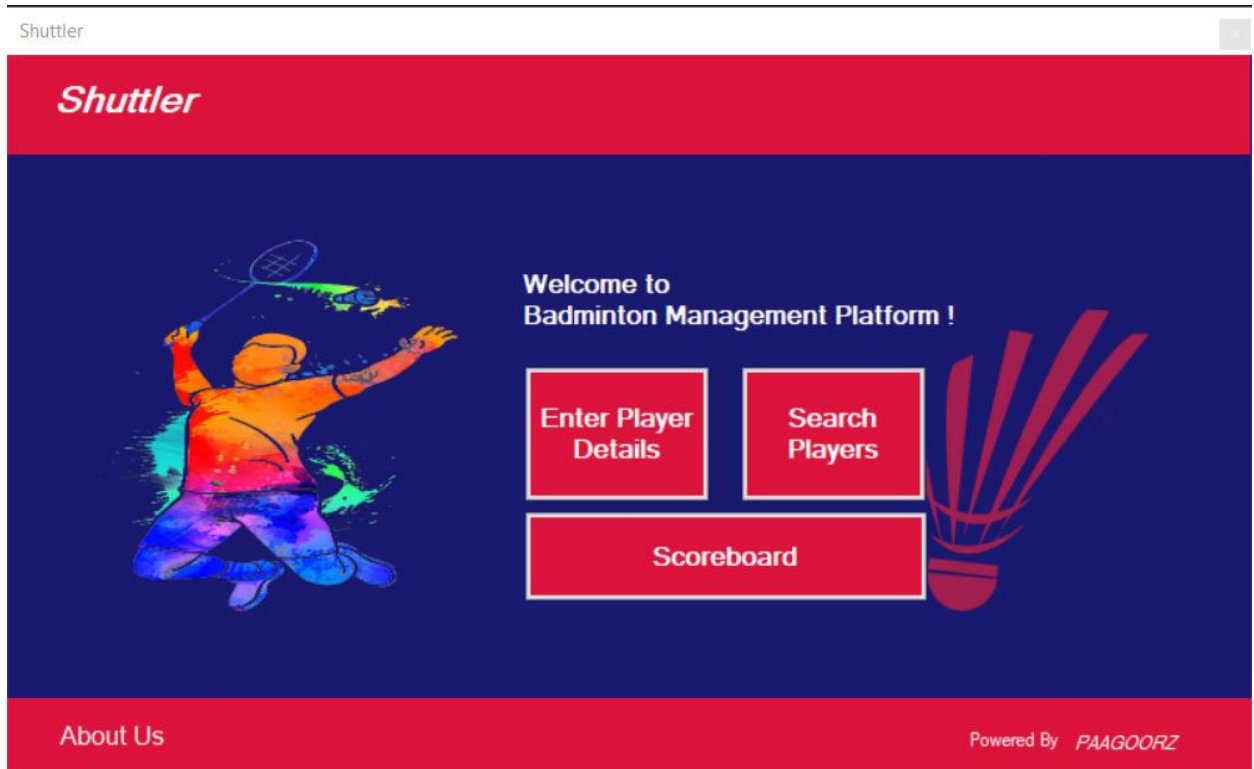 Shuttler
Shuttler
Welcome to
Badminton Management Platform !
Enter Player
Details
Search
Players
Scoreboard
About Us
Powered By PAAGOORZ